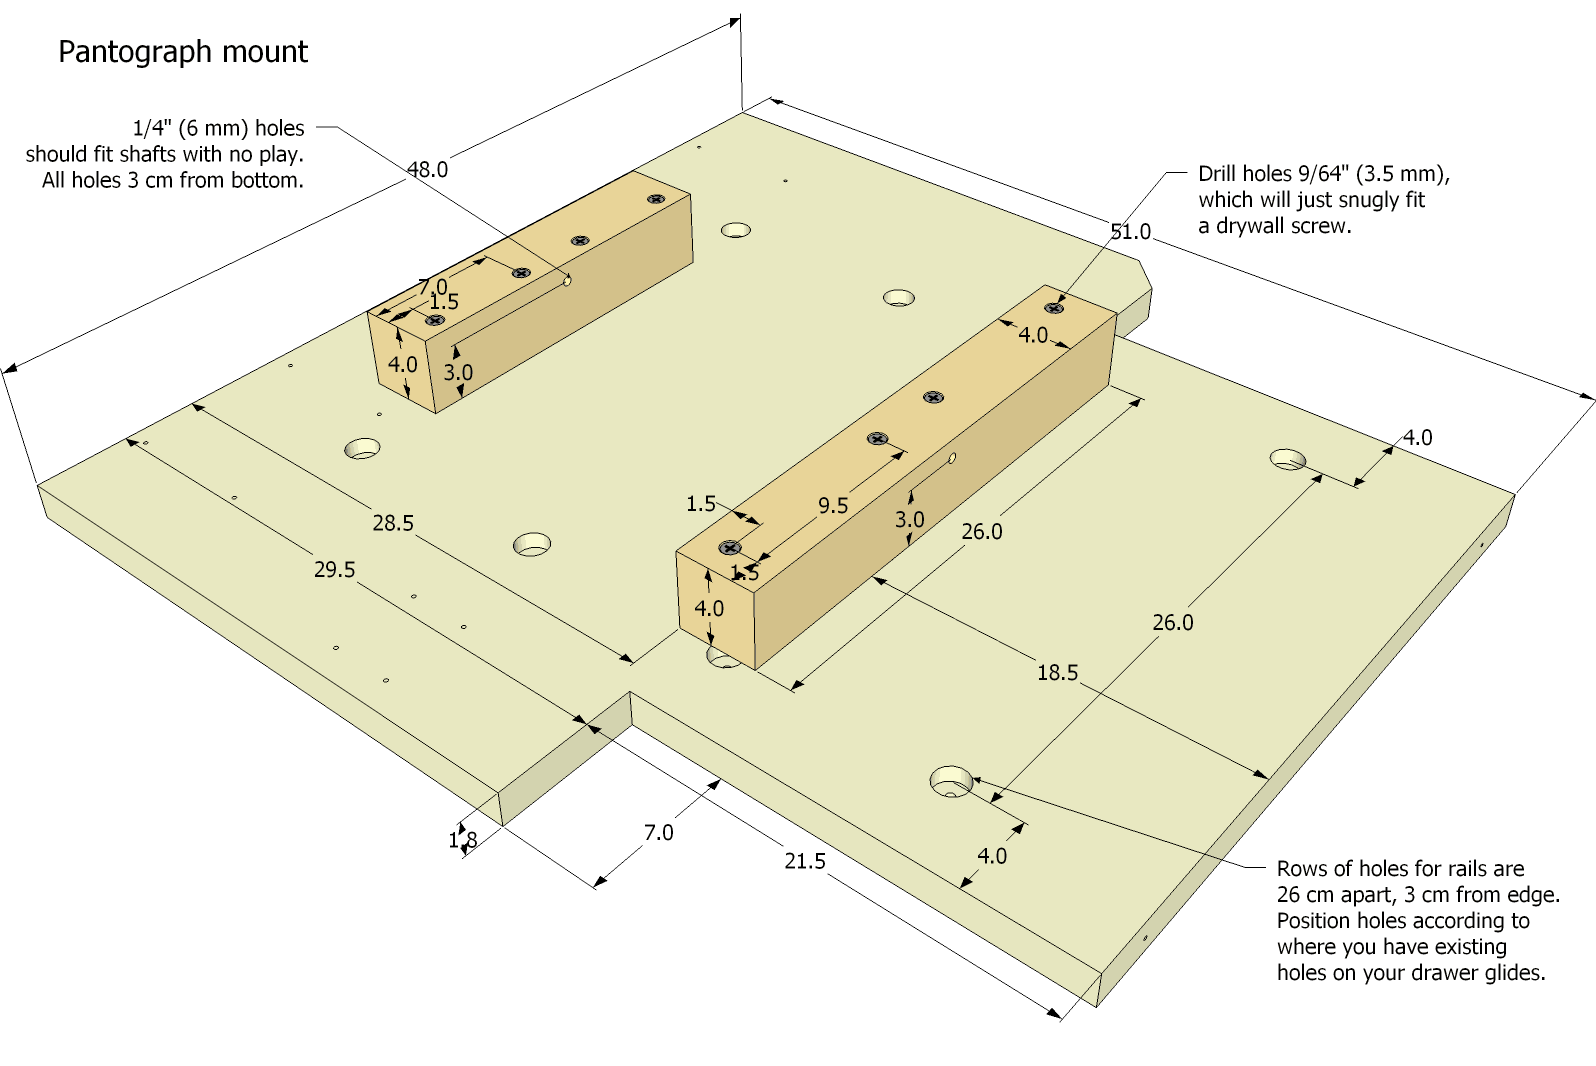 Pantograph mount
1/4" (6 mm) holes
should fit shafts with no play.
All holes 3 cm from bottom.
48.0
Drill holes 9/64" (3.5 mm),
which will just snugly fit
a drywall screw.
51.0
7.0
1.5
4.0
3.0
4.0
4.0
28.5
29.5
1.5
9.5
3.0
26.0
1.5
4.0
26.0
18.5
1.8
7.0
21.5
4.0
Rows of holes for rails are
26 cm apart, 3 cm from edge.
Position holes according to
where you have existing
holes on your drawer glides.